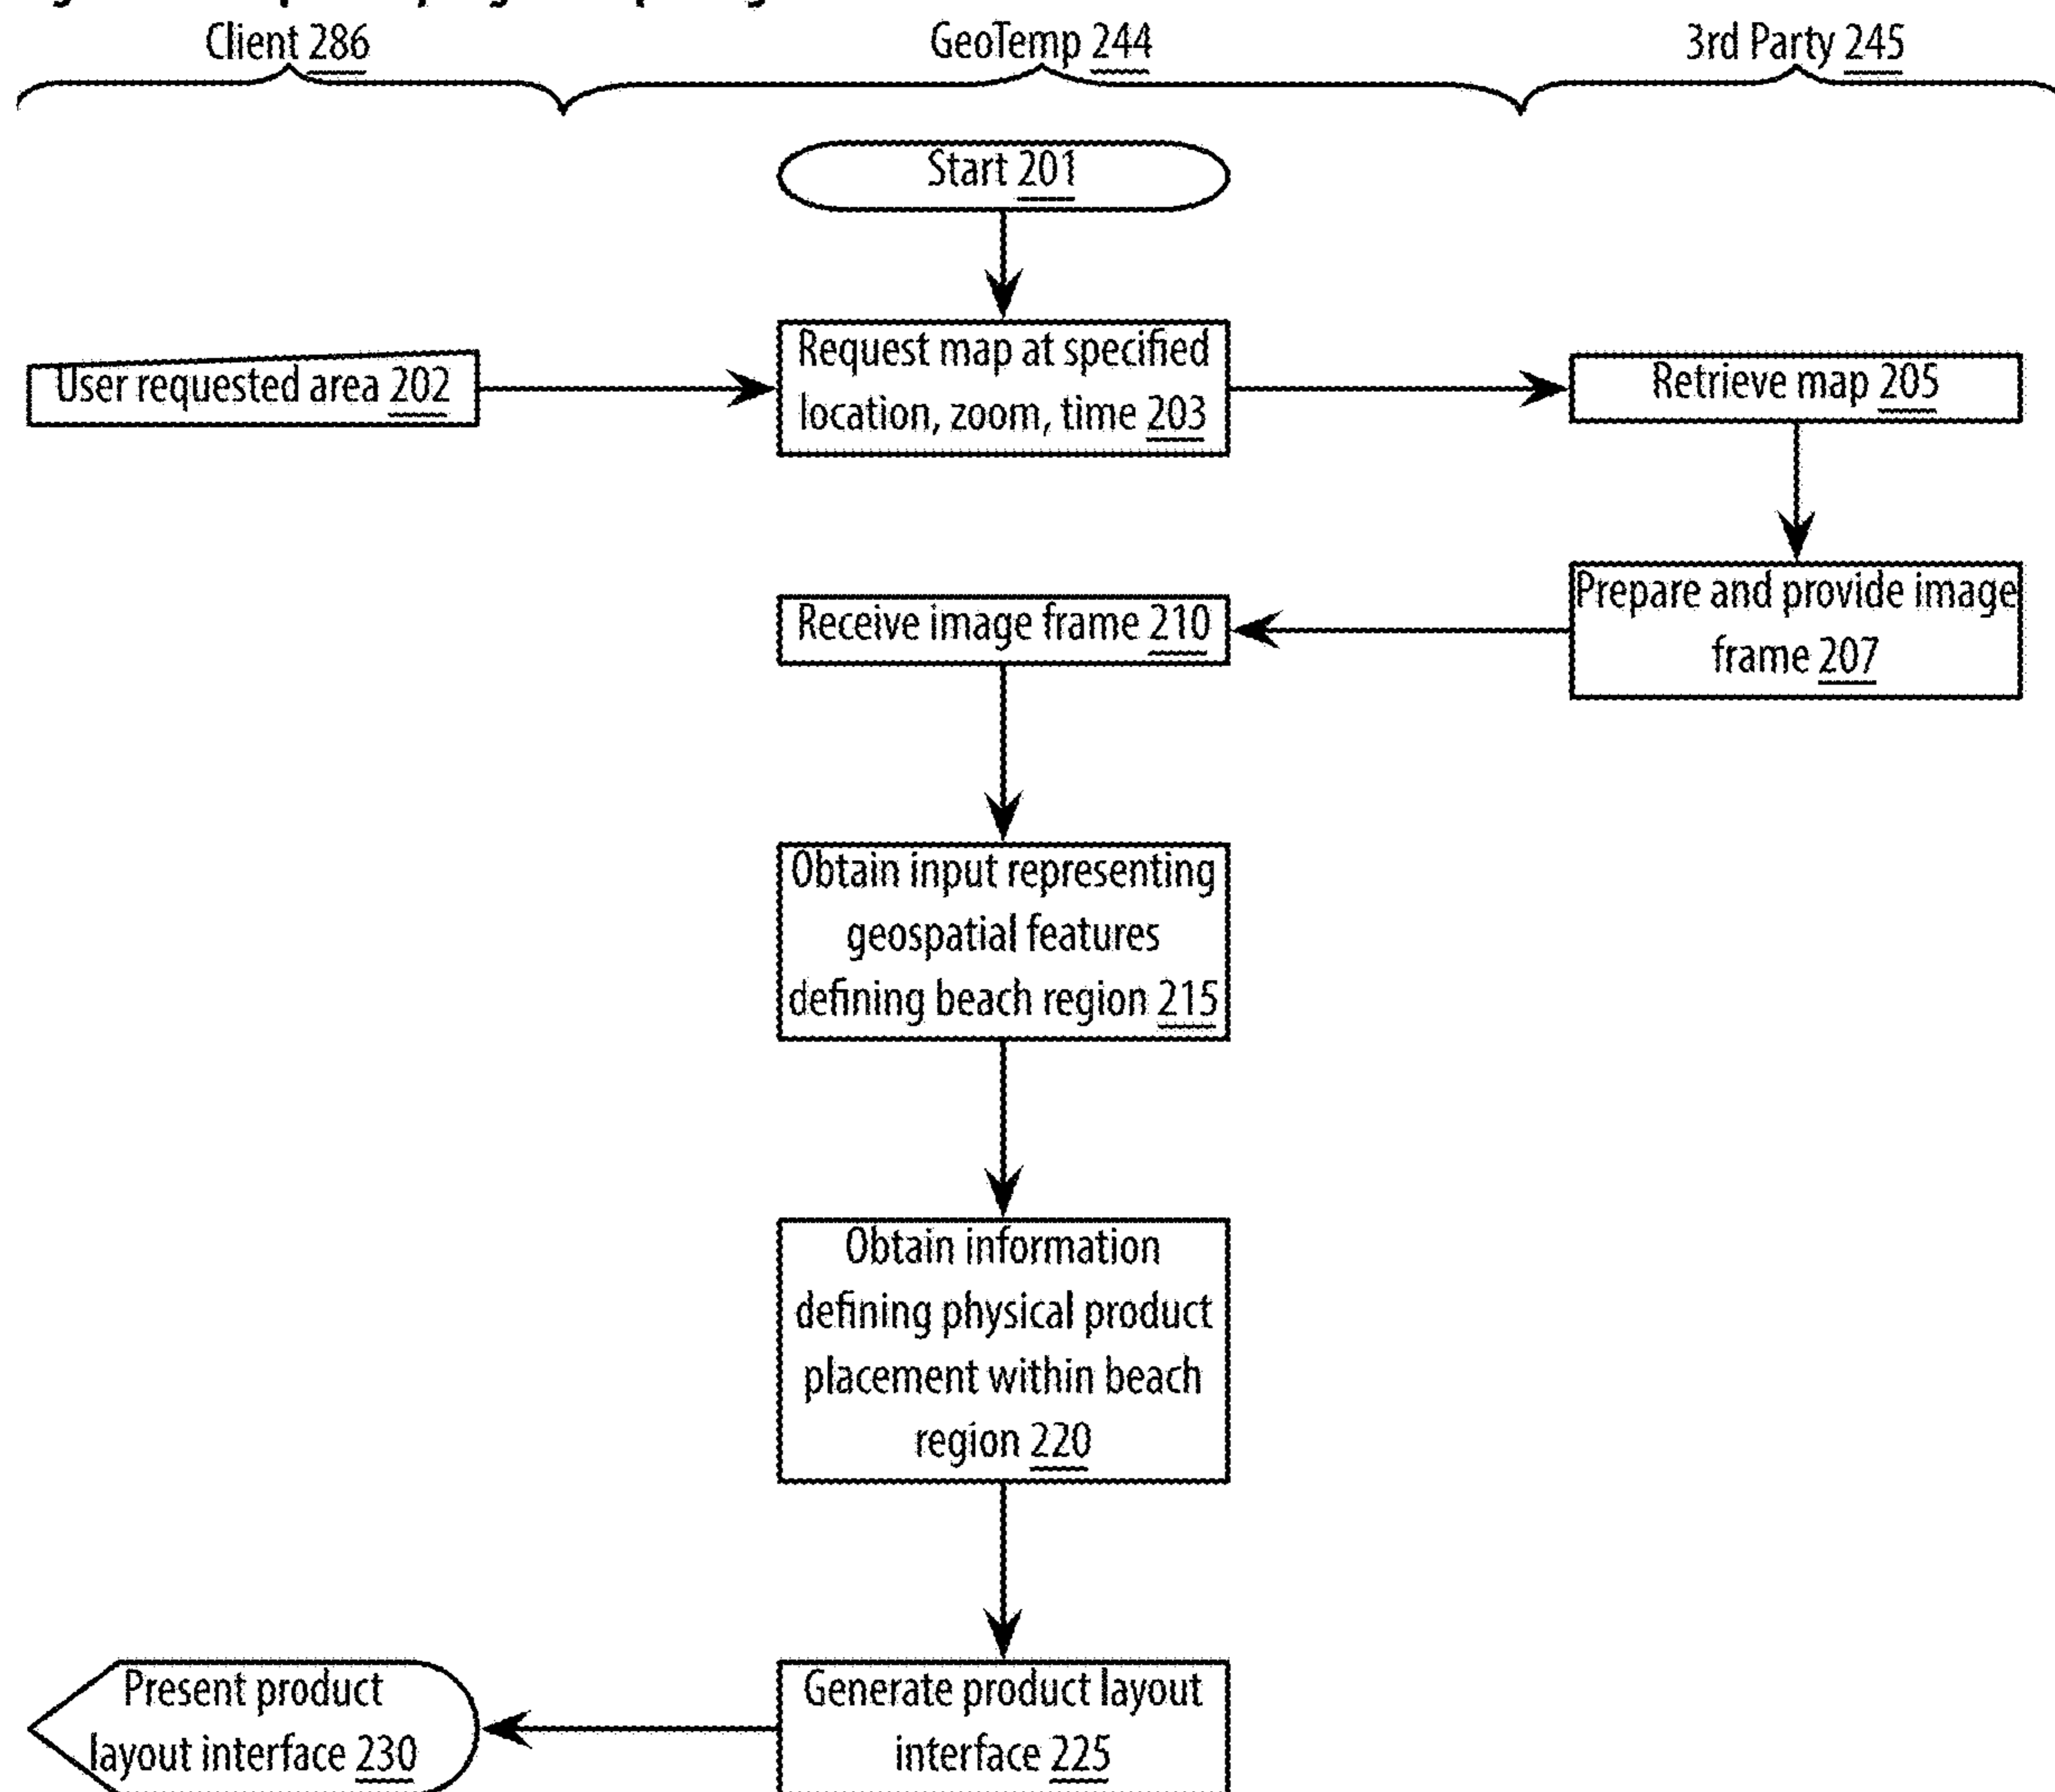 Client 286
GeoTemp 244
3rd Party 245
Start 201
User requested area 202
Request map at specified
location, zoom, time 203
Retrieve map 205
Prepare and provide image
frame 207
Receive image frame 210
Obtain input representing
geospatial features
defining beach region 215
Obtain information
defining physical product
placement within beach
region 220
Generate product layout
interface 225
Present product
layout interface 230